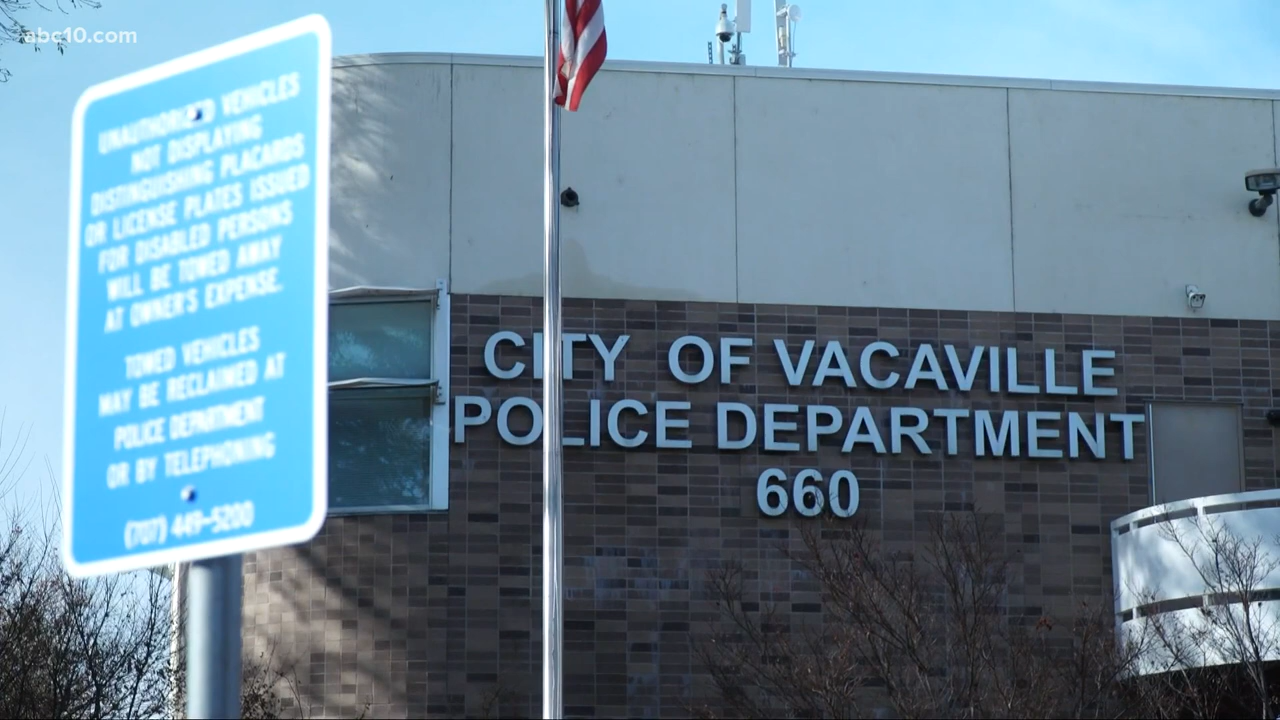 abc10.com
UNAUTHORIZED VEHICLES
NOT DISPLAYING
DISTINGUISHING PLACARDS
OR LICENSE PLATES ISSUED
FOR DISABLED PERSONS
WILL BE TOWED AWAY
AT OWNER'S EXPENSE.
TOWED VEHICLES
MAY BE RECLAIMED AT
POLICE DEPARTMENT
OR BY TELEPHONING
(707) 449-5200
CITY OF VACAVILLE
POLICE DEPARTMENT
660